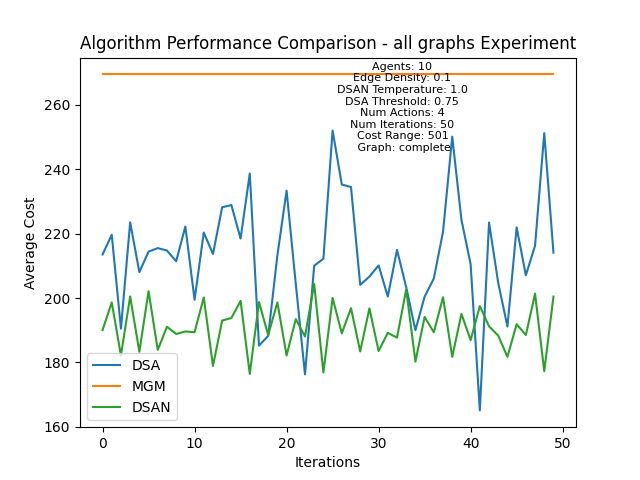 Algorithm Performance Comparison - all graphs Experiment
Agents: 10
Edge Density: 0.1
DSAN Temperature: 1.0
DSA Threshold: 0.75
Num Actions: 4
Num Iterations: 50
Cost Range: 501
Graph: complete
Average Cost
260
240
220
200
180
160
DSA
MGM
DSAN
0
10
20
30
40
50
Iterations